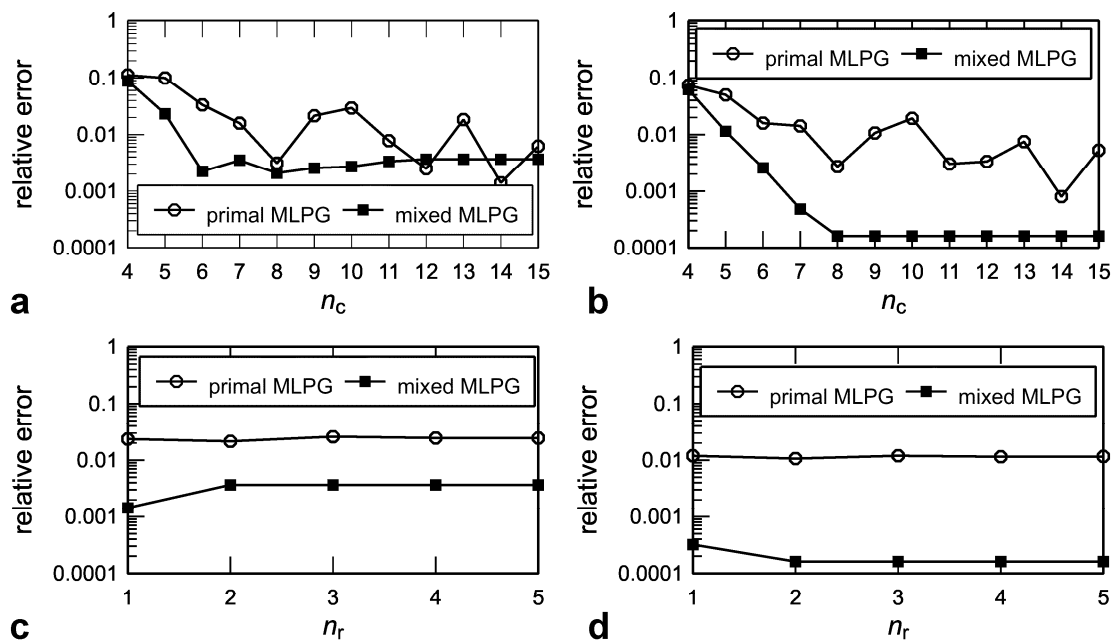 1
0.1
0.01
0.001
0.0001
relative error
primal MLPG mixed MLPG
4 5 6 7 8 9 10 11 12 13 14 15
n_c
a
1
0.1
0.01
0.001
0.0001
relative error
primal MLPG mixed MLPG
4 5 6 7 8 9 10 11 12 13 14 15
n_c
b
1
0.1
0.01
0.001
0.0001
relative error
primal MLPG mixed MLPG
1 2 3 4 5
n_r
c
1
0.1
0.01
0.001
0.0001
relative error
primal MLPG mixed MLPG
1 2 3 4 5
n_r
d